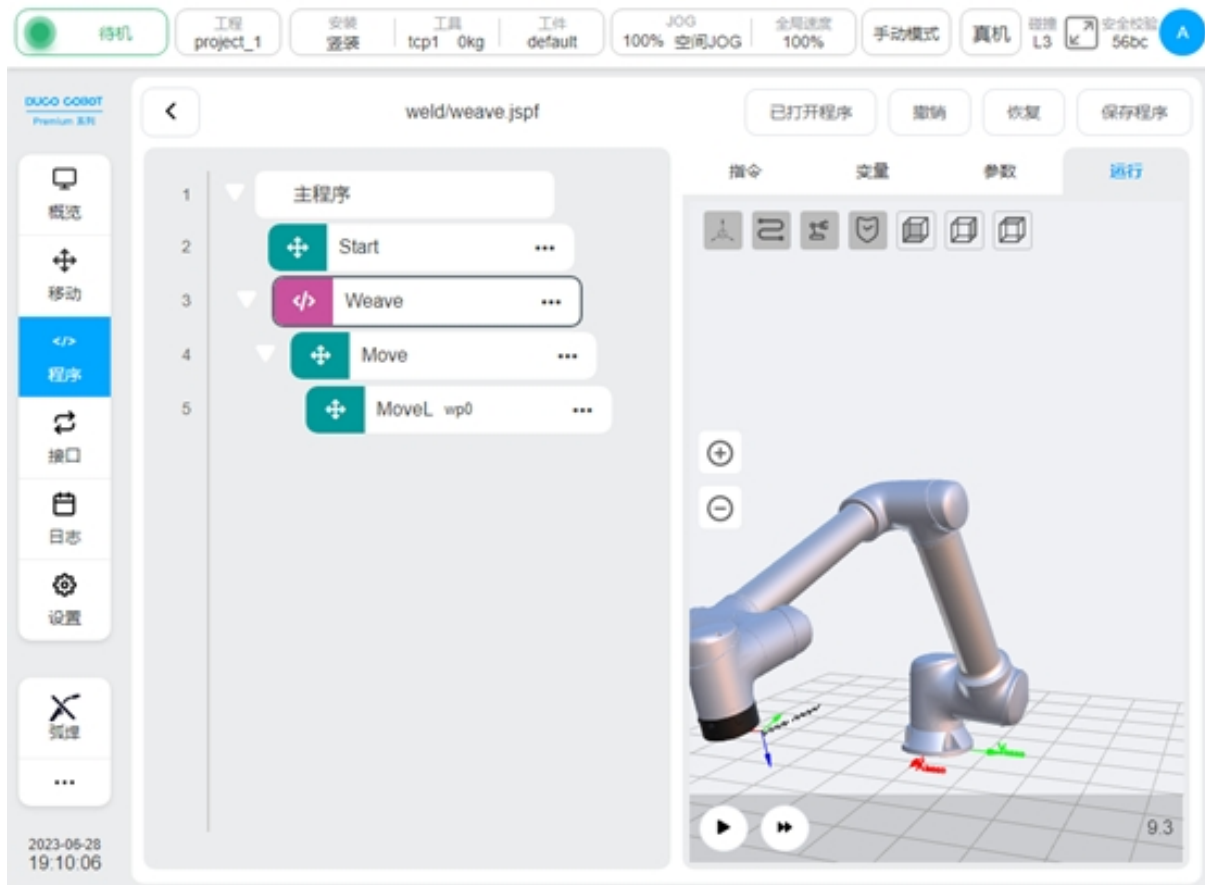 待机
工程
project_1
安装
竖装
工具
tcp1 0kg
工件
default
JOG
100% 空间JOG
全局速度
100%
手动模式
真机
碰撞
L3
安全校验
56bc
A
DUCO COBOT
Premium 系列
weld/weave.jspf
已打开程序
撤销
恢复
保存程序
概览
移动
</>
程序
接口
日志
设置
弧焊
...
2023-06-28
19:10:06
1 主程序
2 Start ...
3 </> Weave ...
4 Move ...
5 MoveL wp0 ...
指令
变量
参数
运行
9.3